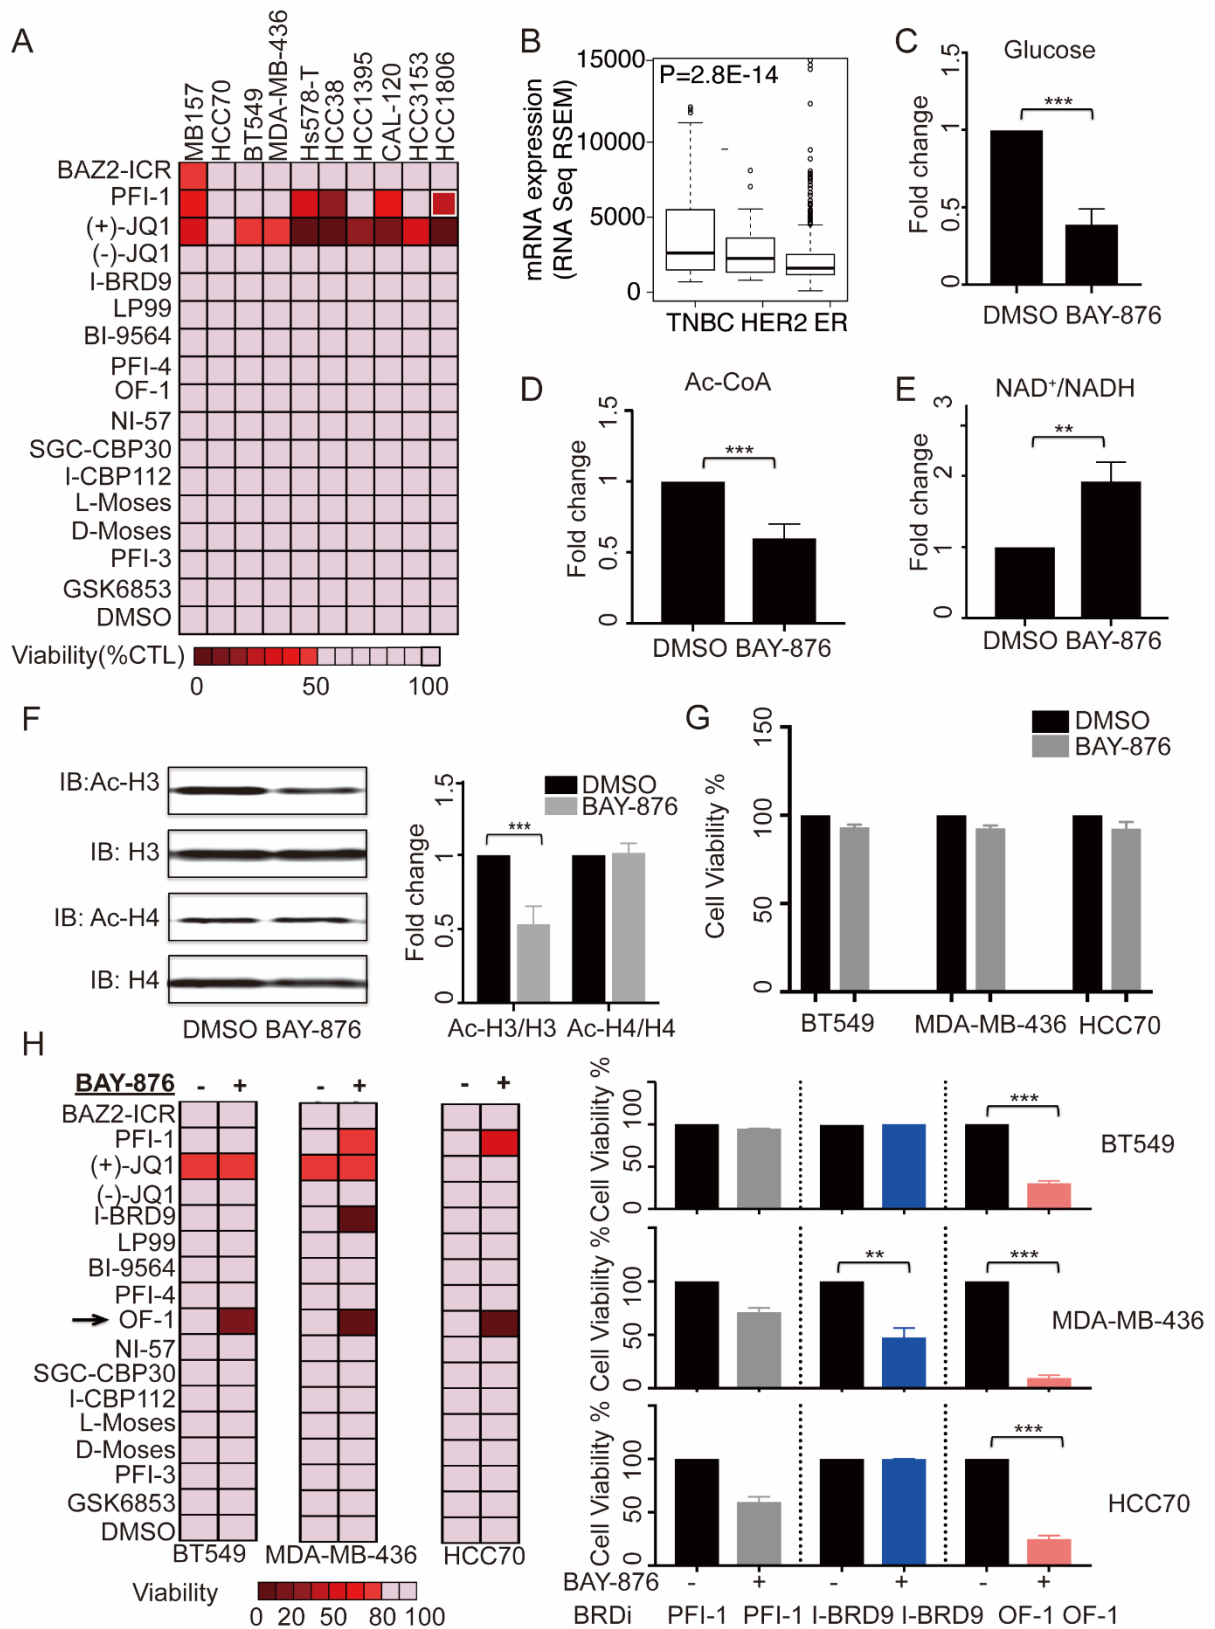 A
MB157
HCC70
BT549
MDA-MB-436
Hs578-T
HCC38
HCC1395
CAL-120
HCC3153
HCC1806
BAZ2-ICR
PFI-1
(+)-JQ1
(-)-JQ1
I-BRD9
LP99
BI-9564
PFI-4
OF-1
NI-57
SGC-CBP30
I-CBP112
L-Moses
D-Moses
PFI-3
GSK6853
DMSO
Viability(%CTL)
0 50 100
B
mRNA expression
(RNA Seq RSEM)
15000
10000
5000
0
P=2.8E-14
TNBC HER2 ER
C
Glucose
Fold change
1.5
1
0.5
0
***
DMSO BAY-876
D
Ac-CoA
Fold change
1.5
1
0.5
0
***
DMSO BAY-876
E
NAD⁺/NADH
Fold change
3
2
1
0
**
DMSO BAY-876
F
IB:Ac-H3
IB: H3
IB: Ac-H4
IB: H4
DMSO BAY-876
Fold change
1.5
1
0.5
0
***
DMSO
BAY-876
Ac-H3/H3 Ac-H4/H4
G
Cell Viability %
150
100
50
0
DMSO
BAY-876
BT549 MDA-MB-436 HCC70
H
BAY-876 - + - + - +
BAZ2-ICR
PFI-1
(+)-JQ1
(-)-JQ1
I-BRD9
LP99
BI-9564
PFI-4
OF-1
NI-57
SGC-CBP30
I-CBP112
L-Moses
D-Moses
PFI-3
GSK6853
DMSO
BT549 MDA-MB-436 HCC70
Viability
0 20 60 80 100
Cell Viability %
100
50
0
***
BT549
Cell Viability %
100
50
0
** ***
MDA-MB-436
Cell Viability %
100
50
0
***
HCC70
BAY-876 - + - + - +
BRDi PFI-1 PFI-1 I-BRD9 I-BRD9 OF-1 OF-1